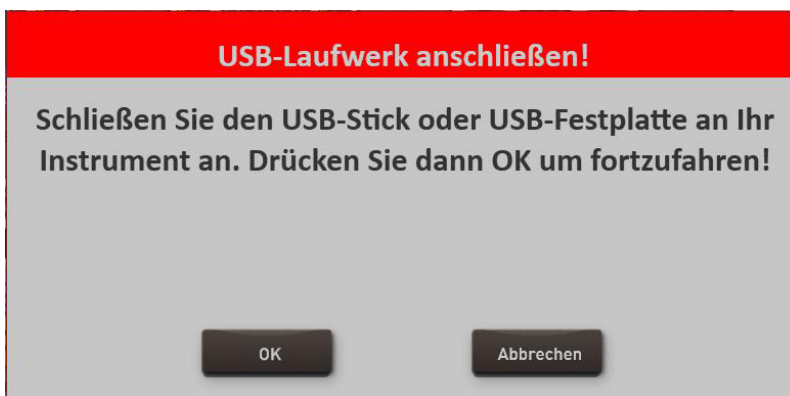 USB-Laufwerk anschließen!
Schließen Sie den USB-Stick oder USB-Festplatte an Ihr
Instrument an. Drücken Sie dann OK um fortzufahren!
OK
Abbrechen